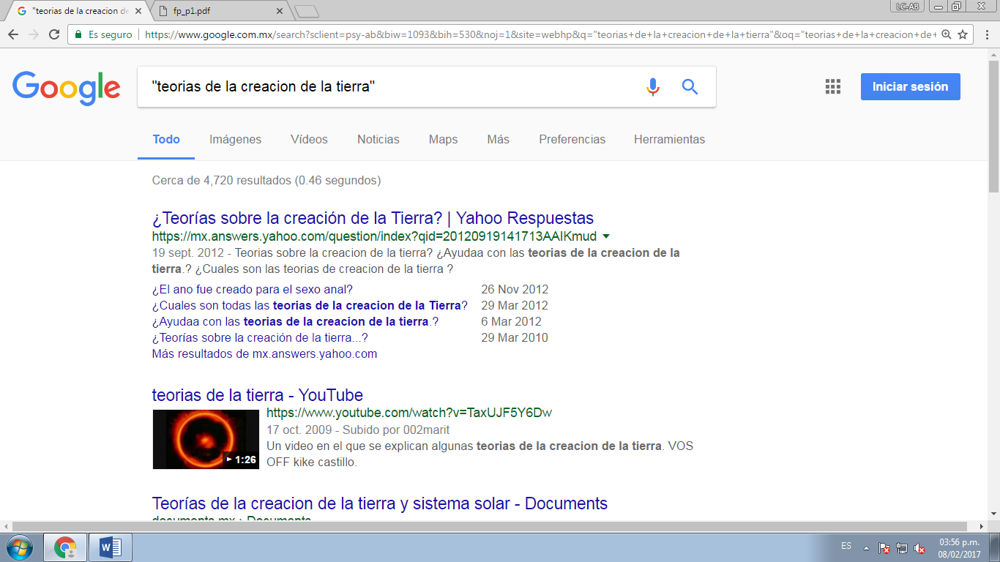 "teorias de la creacion de
fp_p1.pdf
LC-AB
Es seguro
https://www.google.com.mx/search?sclient=psy-ab&biw=1093&bih=530&noj=1&site=webhp&q="teorias+de+la+creacion+de+la+tierra"&oq="teorias+de+la+creacion+de+
Google
"teorias de la creacion de la tierra"
Iniciar sesión
Todo Imágenes Vídeos Noticias Maps Más Preferencias Herramientas
Cerca de 4,720 resultados (0.46 segundos)
¿Teorías sobre la creación de la Tierra? | Yahoo Respuestas
https://mx.answers.yahoo.com/question/index?qid=20120919141713AAIKmud
19 sept. 2012 - Teorias sobre la creacion de la tierra? ¿Ayudaa con las teorias de la creacion de la
tierra.? ¿Cuales son las teorias de creacion de la tierra ?
¿El ano fue creado para el sexo anal? 26 Nov 2012
¿Cuales son todas las teorias de la creacion de la Tierra? 29 Mar 2012
¿Ayudaa con las teorias de la creacion de la tierra.? 6 Mar 2012
¿Teorías sobre la creación de la tierra...? 29 Mar 2010
Más resultados de mx.answers.yahoo.com
teorias de la tierra - YouTube
https://www.youtube.com/watch?v=TaxUJF5Y6Dw
17 oct. 2009 - Subido por 002marit
Un video en el que se explican algunas teorias de la creacion de la tierra. VOS
OFF kike castillo.
1:26
Teorías de la creacion de la tierra y sistema solar - Documents
documents.mx › Documents
ES
03:56 p.m.
08/02/2017